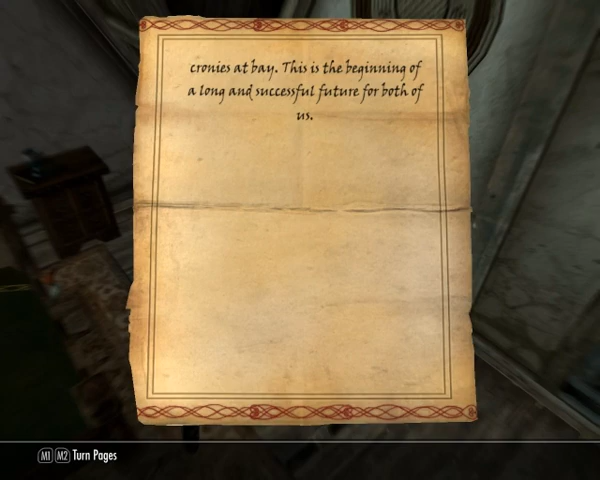 cronies at bay. This is the beginning of
a long and successful future for both of
us.
M1 M2 Turn Pages